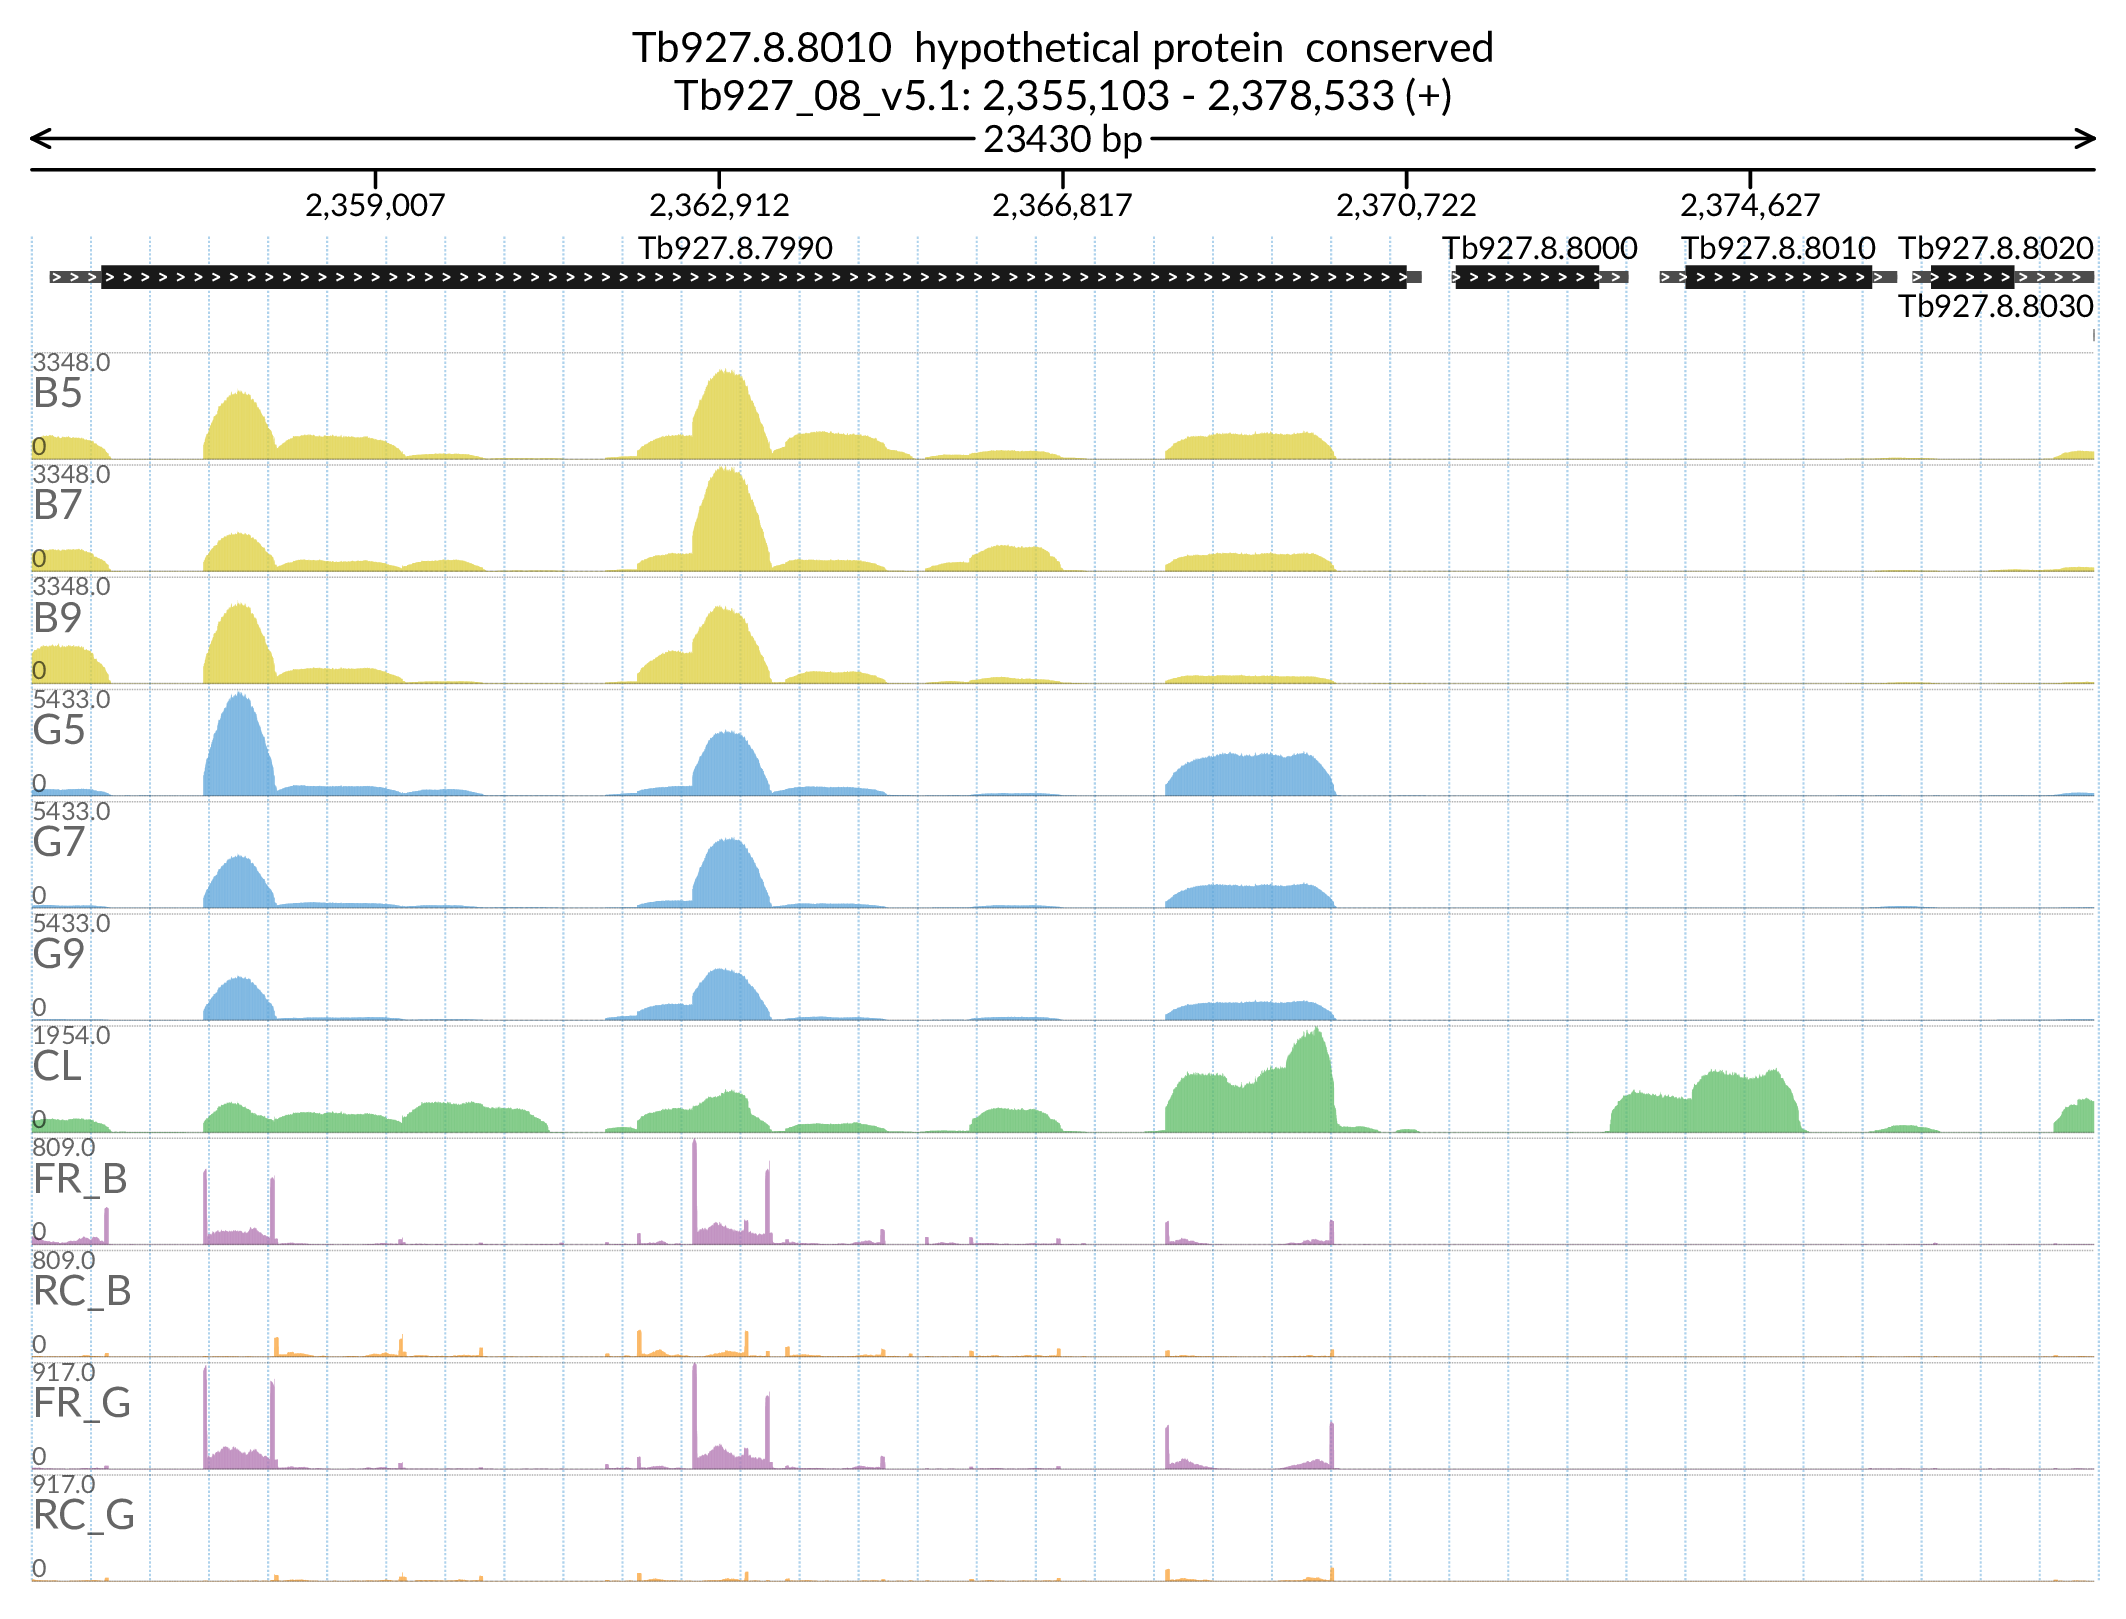 Tb927.8.8010  hypothetical protein  conserved
Tb927_08_v5.1: 2,355,103 - 2,378,533 (+)
23430 bp
2,359,007 2,362,912 2,366,817 2,370,722 2,374,627
Tb927.8.7990 Tb927.8.8000 Tb927.8.8010 Tb927.8.8020
Tb927.8.8030
3348.0
B5
0
3348.0
B7
0
3348.0
B9
0
5433.0
G5
0
5433.0
G7
0
5433.0
G9
0
1954.0
CL
0
809.0
FR_B
0
809.0
RC_B
0
917.0
FR_G
0
917.0
RC_G
0